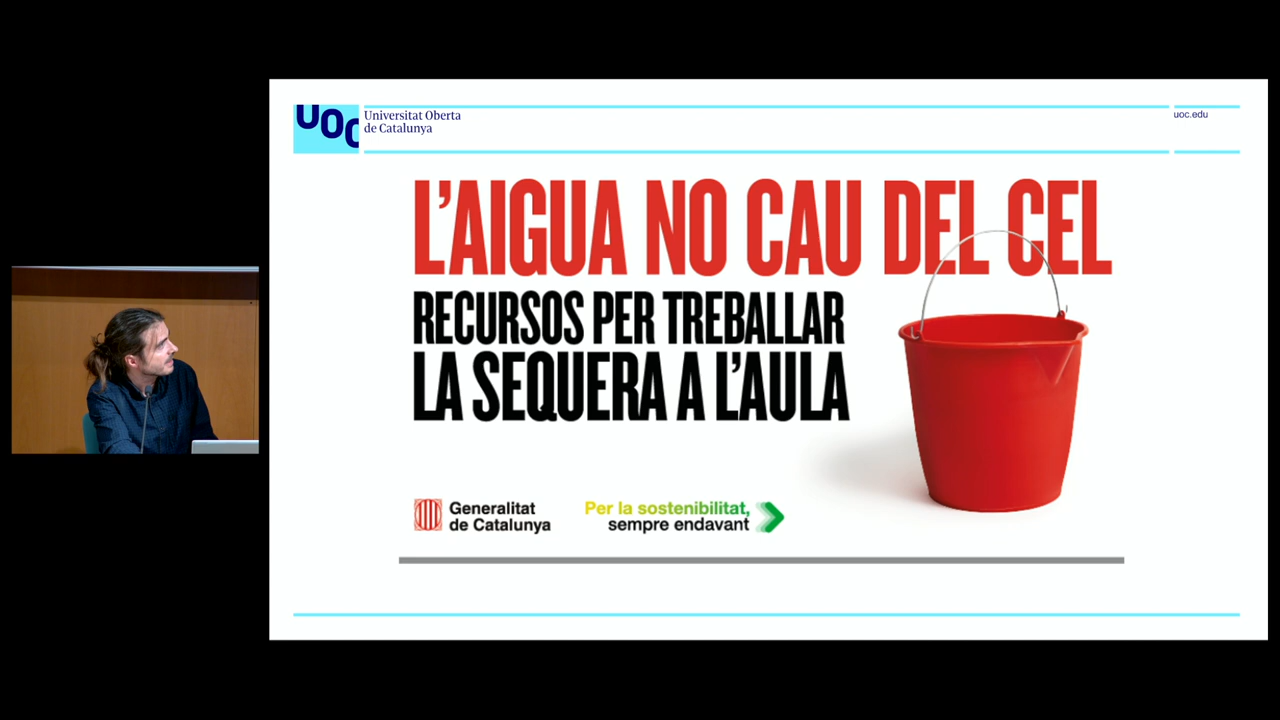 UOC
Universitat Oberta
de Catalunya
uoc.edu
L'AIGUA NO CAU DEL CEL
RECURSOS PER TREBALLAR
LA SEQUERA A L'AULA
Generalitat
de Catalunya
Per la sostenibilitat,
sempre endavant